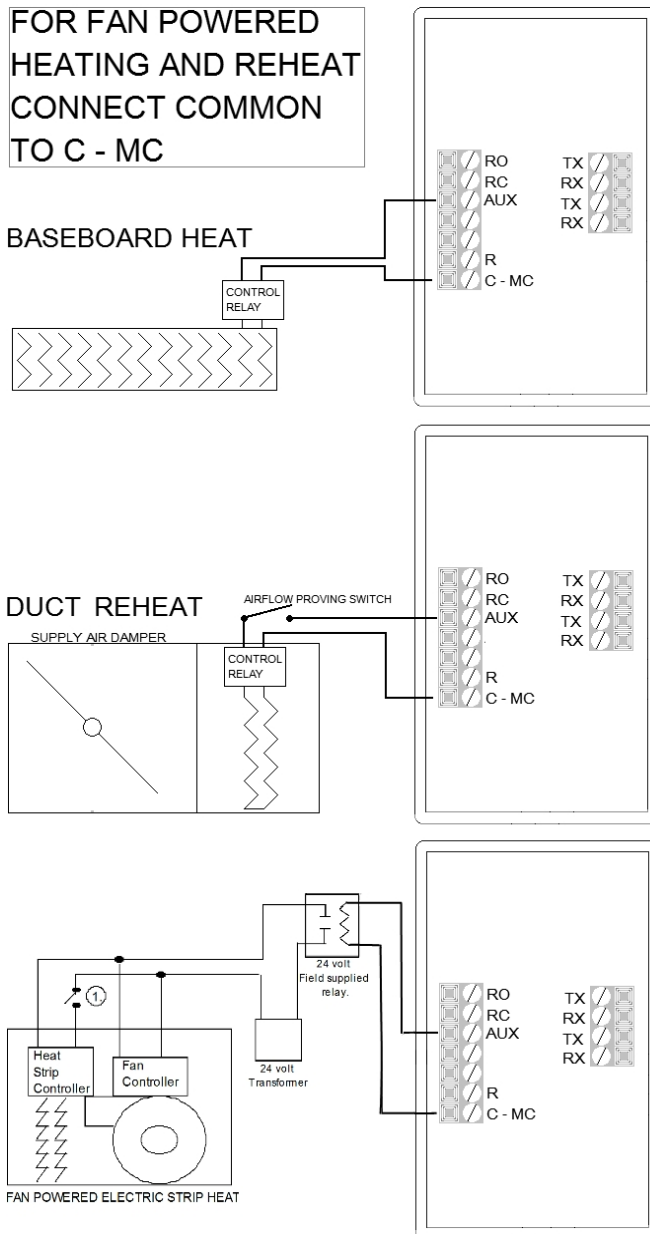 FOR FAN POWERED
HEATING AND REHEAT
CONNECT COMMON
TO C - MC
BASEBOARD HEAT
CONTROL
RELAY
RO
RC
AUX
R
C - MC
TX
RX
TX
RX
DUCT REHEAT
SUPPLY AIR DAMPER
AIRFLOW PROVING SWITCH
CONTROL
RELAY
RO
RC
AUX
R
C - MC
TX
RX
TX
RX
24 volt
Field supplied
relay.
1.
Heat
Strip
Controller
Fan
Controller
24 volt
Transformer
FAN POWERED ELECTRIC STRIP HEAT
RO
RC
AUX
R
C - MC
TX
RX
TX
RX